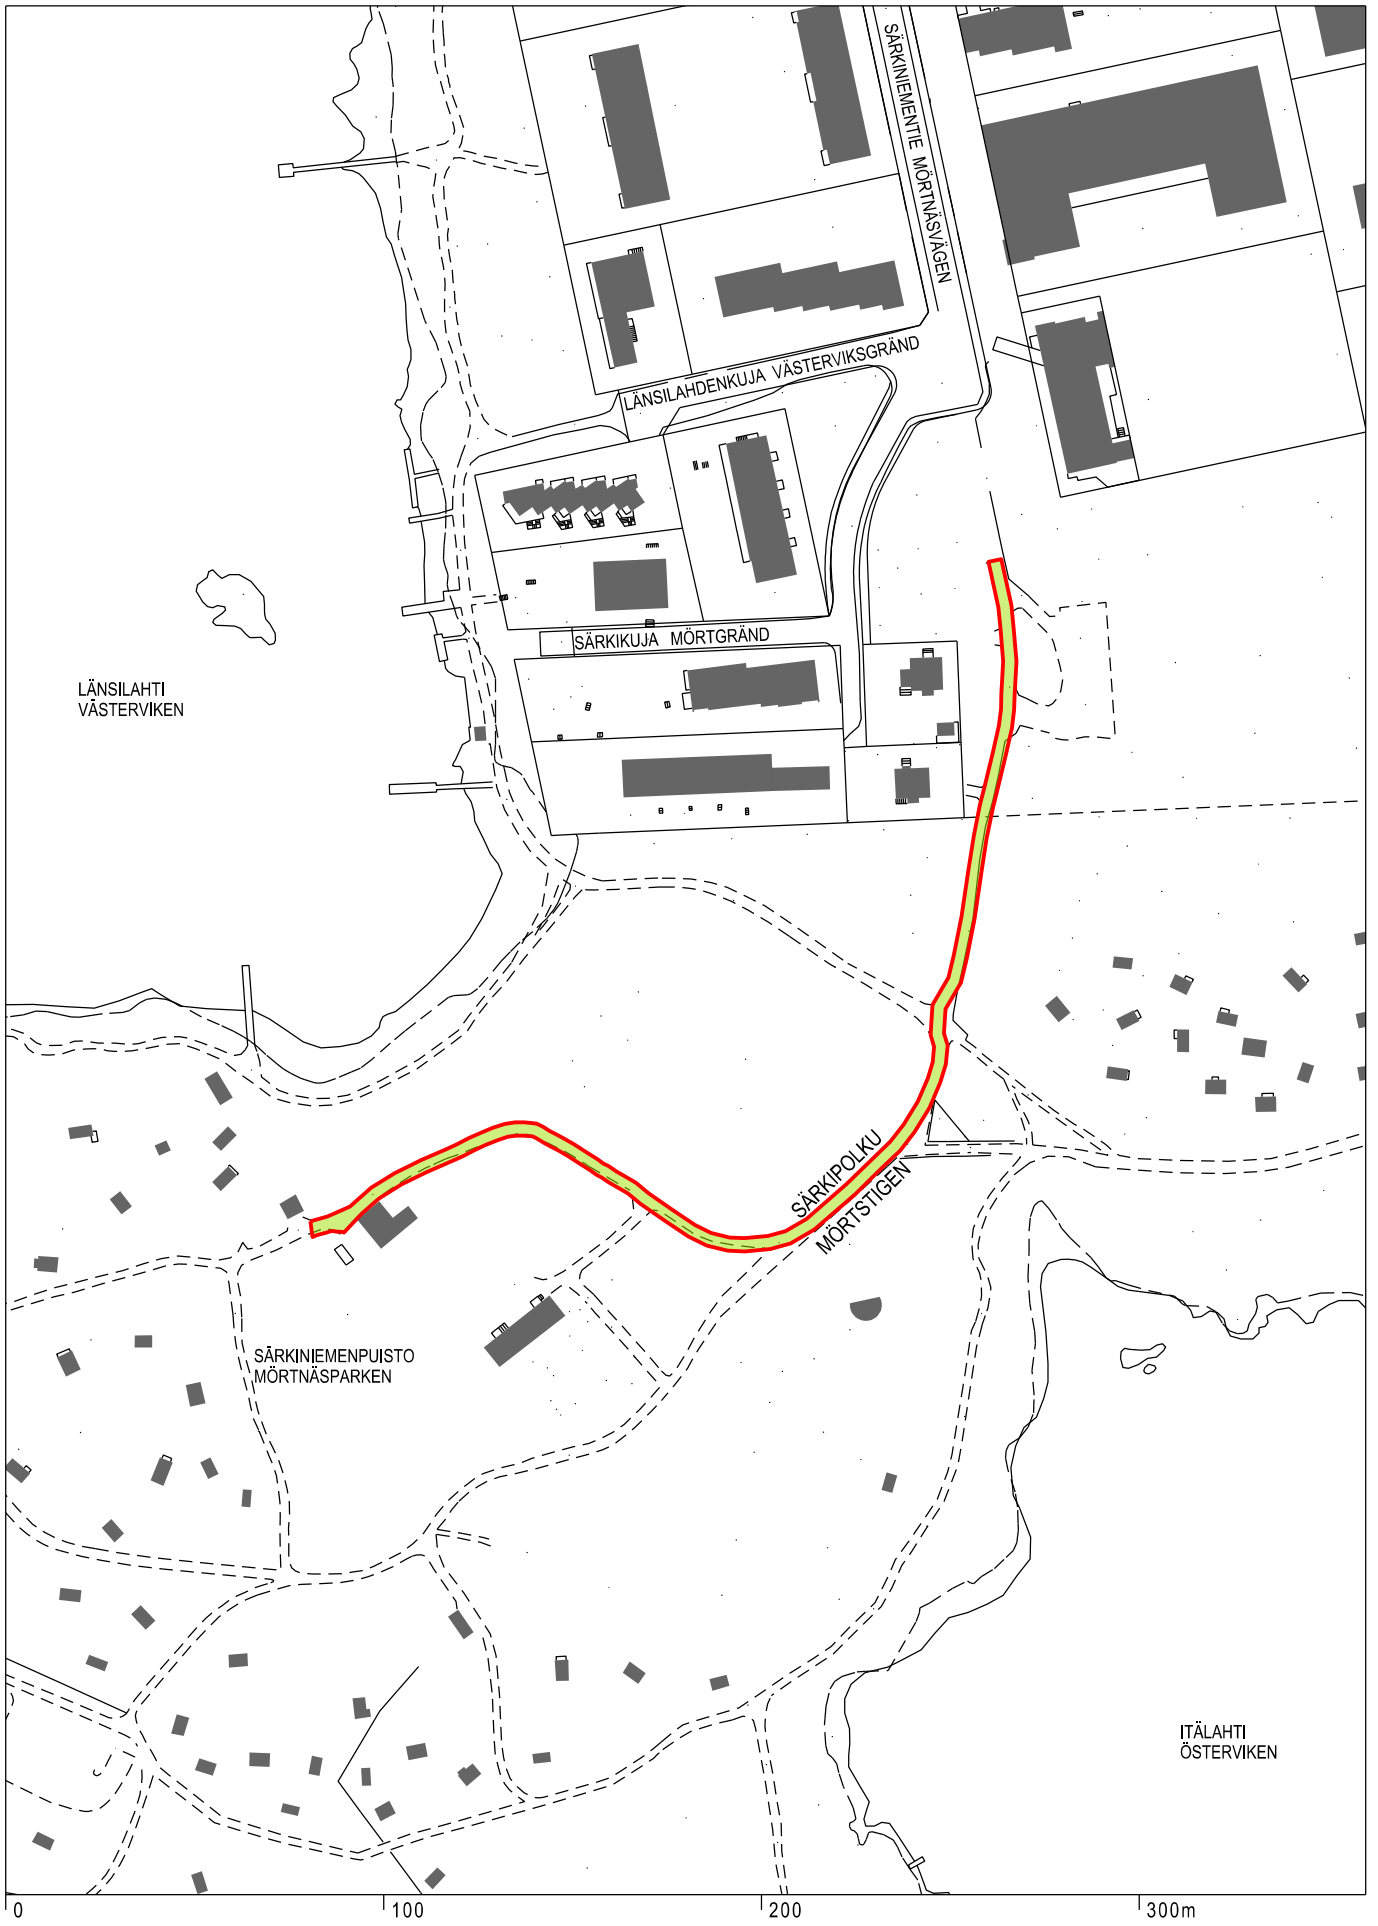 SÄRKINIEMENTIE MÖRTNÄSVÄGEN
LÄNSILAHDENKUJA VÄSTERVIKSGRÄND
SÄRKIKUJA MÖRTGRÄND
LÄNSILAHTI
VÄSTERVIKEN
SÄRKIPOLKU
MÖRTSTIGEN
SÄRKINIEMENPUISTO
MÖRTNÄSPARKEN
ITÄLAHTI
ÖSTERVIKEN
0 100 200 300m